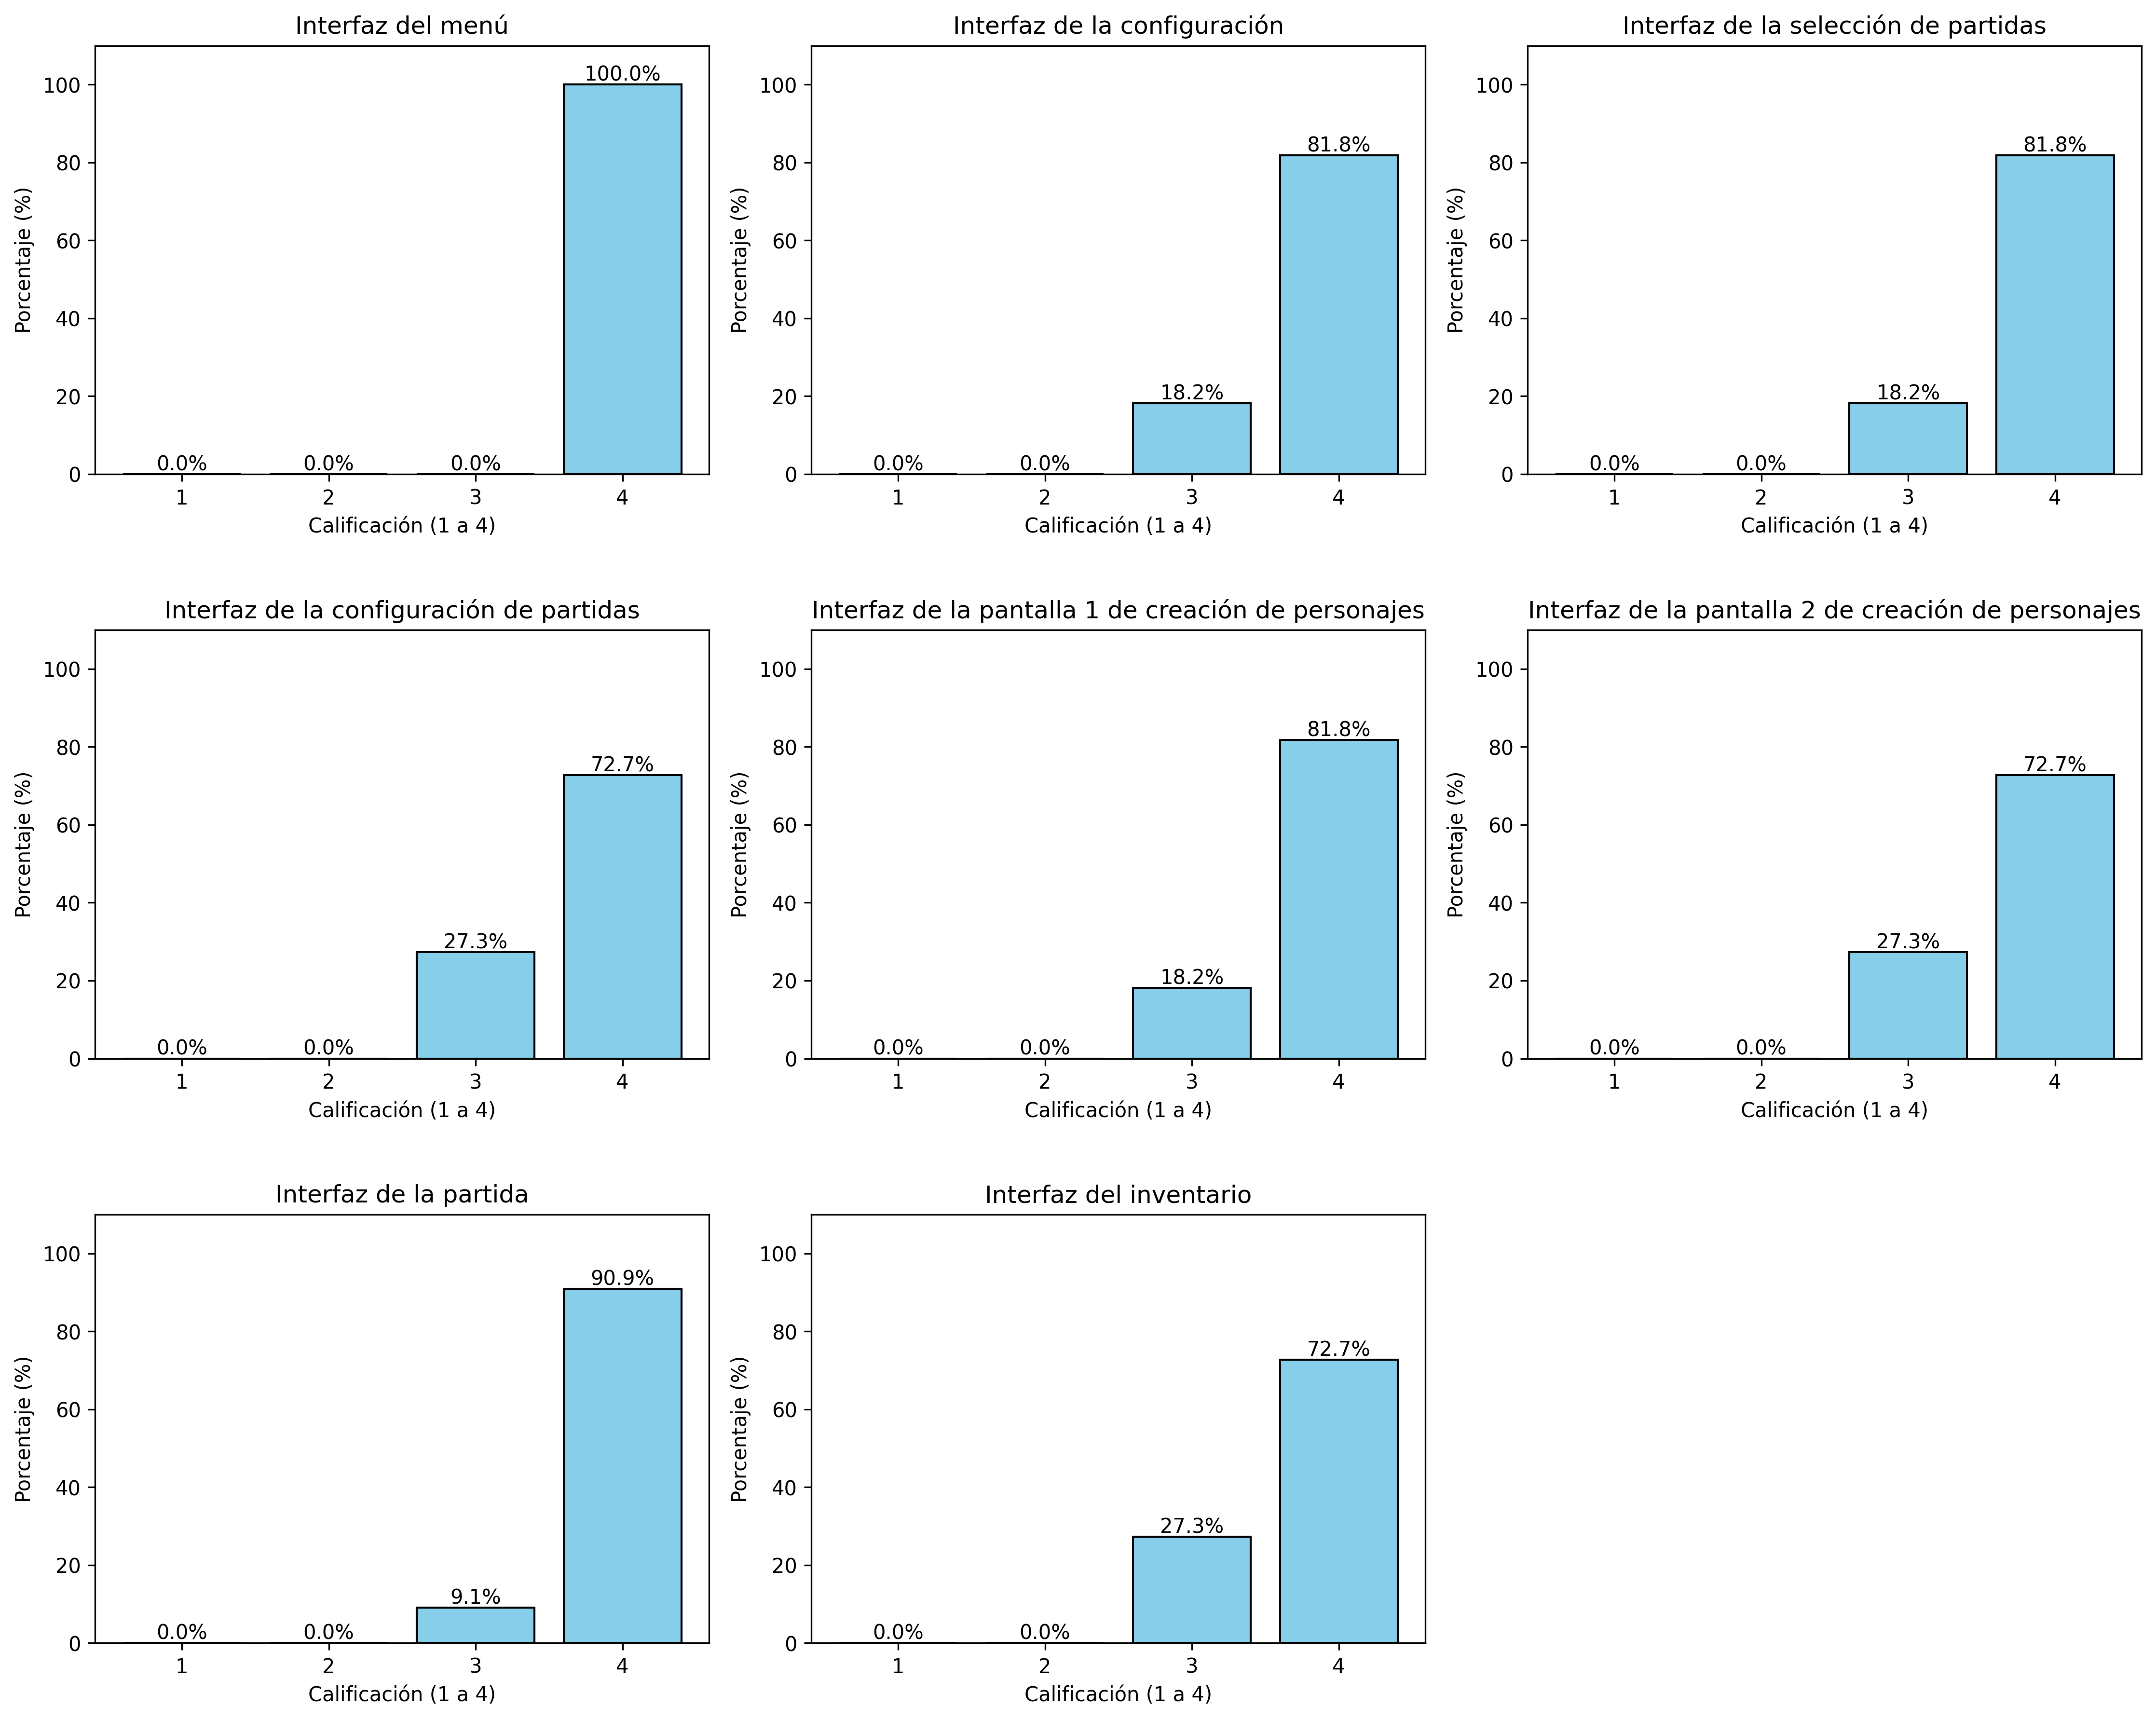 Interfaz del menú
Porcentaje (%)
100
80
60
40
20
0
100.0%
0.0% 0.0% 0.0%
1 2 3 4
Calificación (1 a 4)
Interfaz de la configuración
Porcentaje (%)
100
80
60
40
20
0
81.8%
18.2%
0.0% 0.0%
1 2 3 4
Calificación (1 a 4)
Interfaz de la selección de partidas
Porcentaje (%)
100
80
60
40
20
0
81.8%
18.2%
0.0% 0.0%
1 2 3 4
Calificación (1 a 4)
Interfaz de la configuración de partidas
Porcentaje (%)
100
80
60
40
20
0
72.7%
27.3%
0.0% 0.0%
1 2 3 4
Calificación (1 a 4)
Interfaz de la pantalla 1 de creación de personajes
Porcentaje (%)
100
80
60
40
20
0
81.8%
18.2%
0.0% 0.0%
1 2 3 4
Calificación (1 a 4)
Interfaz de la pantalla 2 de creación de personajes
Porcentaje (%)
100
80
60
40
20
0
72.7%
27.3%
0.0% 0.0%
1 2 3 4
Calificación (1 a 4)
Interfaz de la partida
Porcentaje (%)
100
80
60
40
20
0
90.9%
9.1%
0.0% 0.0%
1 2 3 4
Calificación (1 a 4)
Interfaz del inventario
Porcentaje (%)
100
80
60
40
20
0
72.7%
27.3%
0.0% 0.0%
1 2 3 4
Calificación (1 a 4)